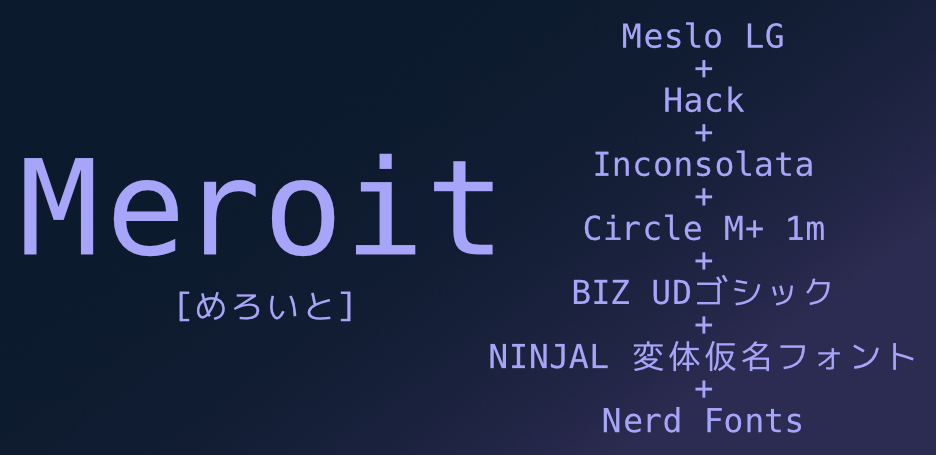 Meroit
[めろいと]
Meslo LG
+
Hack
+
Inconsolata
+
Circle M+ 1m
+
BIZ UDゴシック
+
NINJAL 変体仮名フォント
+
Nerd Fonts